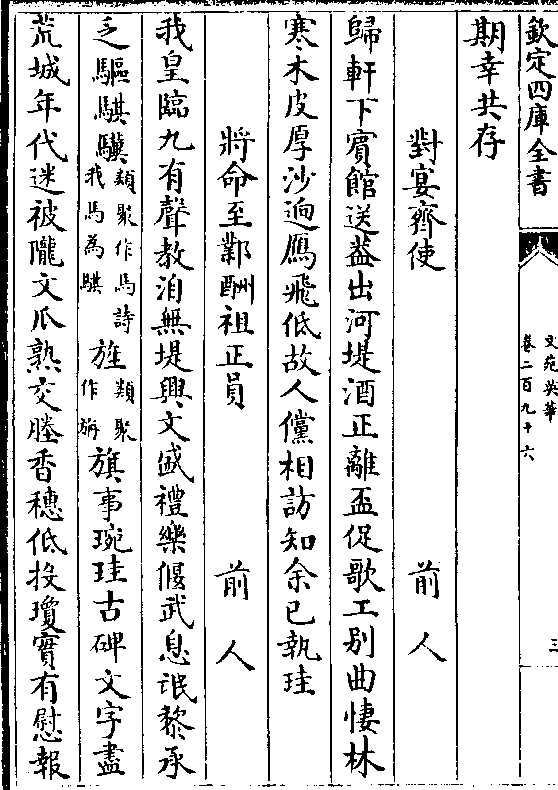 欽定四庫全書
文苑英華
卷二百九十六
三
期幸共存
對宴齊使 前人
歸軒下賓館送葢出河堤酒正離盃促歌工别曲悽林
寒木皮厚沙逈鴈飛低故人儻相訪知余已執珪
將命至鄴酬祖正員 前人
我皇臨九有聲教洎無堤興文盛禮樂偃武息氓黎承
乏驅騏驥類聚作馬詩我馬為騏旌類聚作斾旗事琬珪古碑文字盡
荒城年代迷被隴文瓜熟交塍香穗低投瓊實有慰報